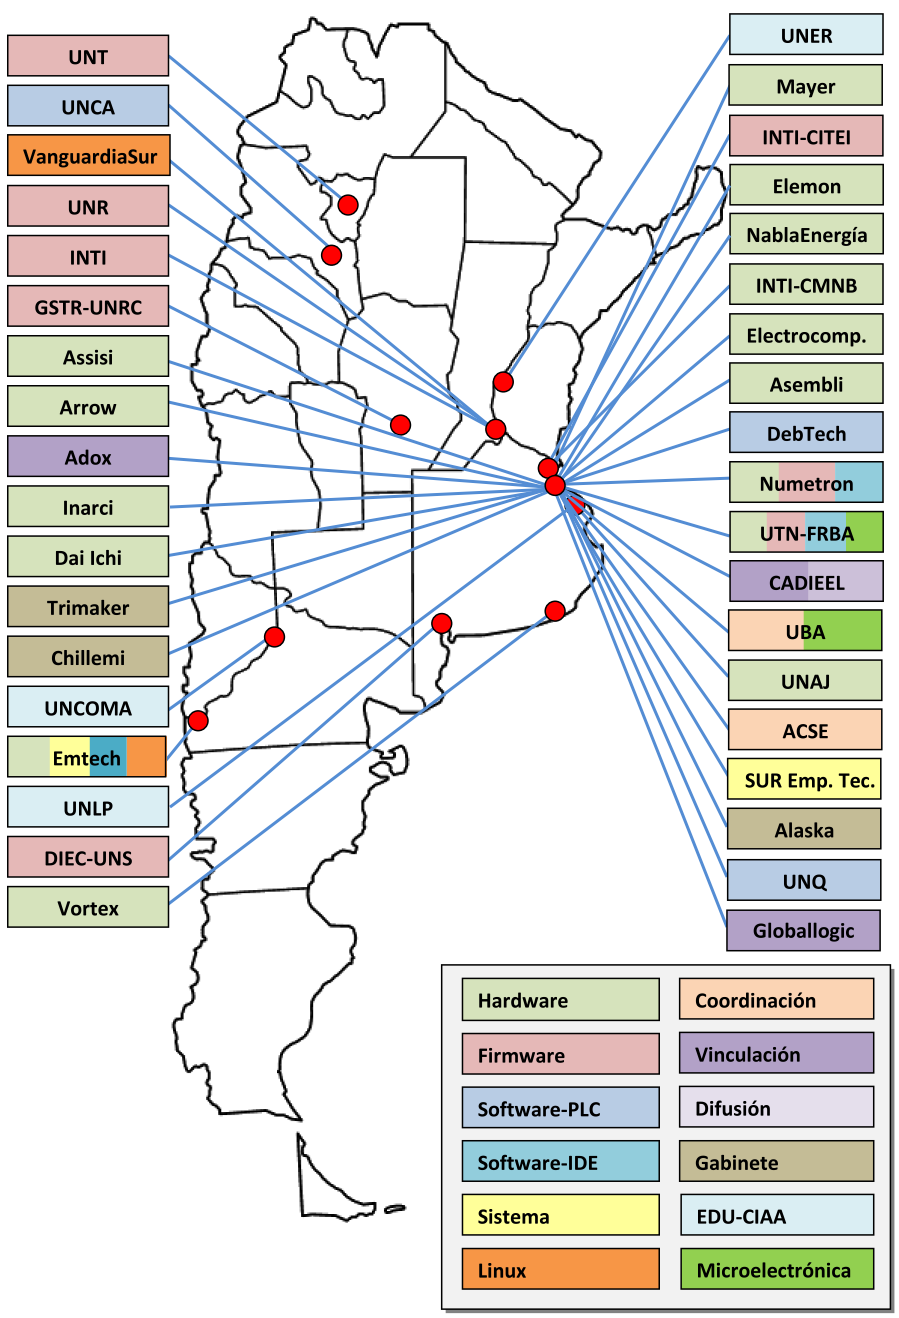 UNT
UNCA
VanguardiaSur
UNR
INTI
GSTR-UNRC
Assisi
Arrow
Adox
Inarci
Dai Ichi
Trimaker
Chillemi
UNCOMA
Emtech
UNLP
DIEC-UNS
Vortex
UNER
Mayer
INTI-CITEI
Elemon
NablaEnergía
INTI-CMNB
Electrocomp.
Asembli
DebTech
Numetron
UTN-FRBA
CADIEEL
UBA
UNAJ
ACSE
SUR Emp. Tec.
Alaska
UNQ
Globallogic
Hardware
Firmware
Software-PLC
Software-IDE
Sistema
Linux
Coordinación
Vinculación
Difusión
Gabinete
EDU-CIAA
Microelectrónica